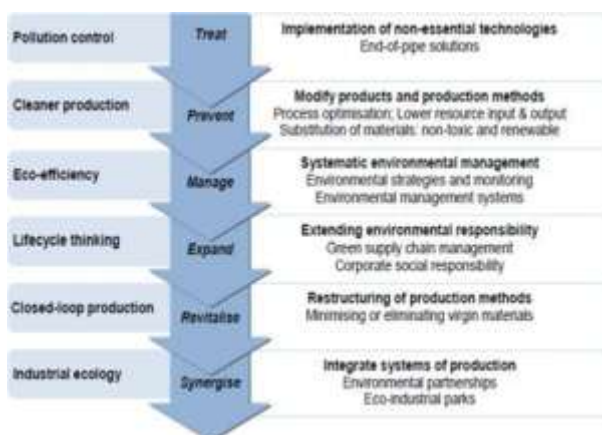 Pollution control
Treat
Implementation of non-essential technologies
End-of-pipe solutions
Cleaner production
Prevent
Modify products and production methods
Process optimisation; Lower resource input & output
Substitution of materials: non-toxic and renewable
Eco-efficiency
Manage
Systematic environmental management
Environmental strategies and monitoring
Environmental management systems
Lifecycle thinking
Expand
Extending environmental responsibility
Green supply chain management
Corporate social responsibility
Closed-loop production
Revitalise
Restructuring of production methods
Minimising or eliminating virgin materials
Industrial ecology
Synergise
Integrate systems of production
Environmental partnerships
Eco-industrial parks